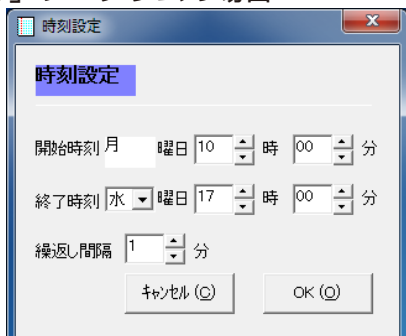 時刻設定
時刻設定
開始時刻 月 曜日 10 時 00 分
終了時刻 水 曜日 17 時 00 分
繰返し間隔 1 分
キャンセル(C) OK(O)